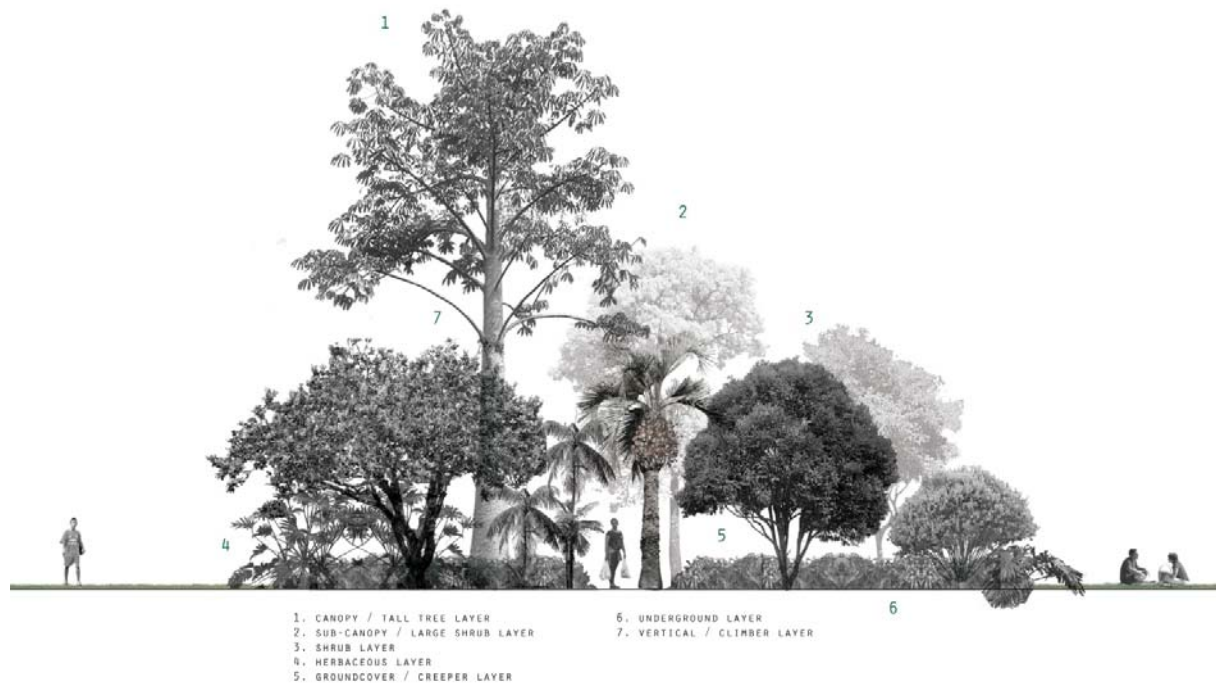 1
2
3
7
4
5
6
1. CANOPY / TALL TREE LAYER
2. SUB-CANOPY / LARGE SHRUB LAYER
3. SHRUB LAYER
4. HERBACEOUS LAYER
5. GROUNDCOVER / CREEPER LAYER
6. UNDERGROUND LAYER
7. VERTICAL / CLIMBER LAYER